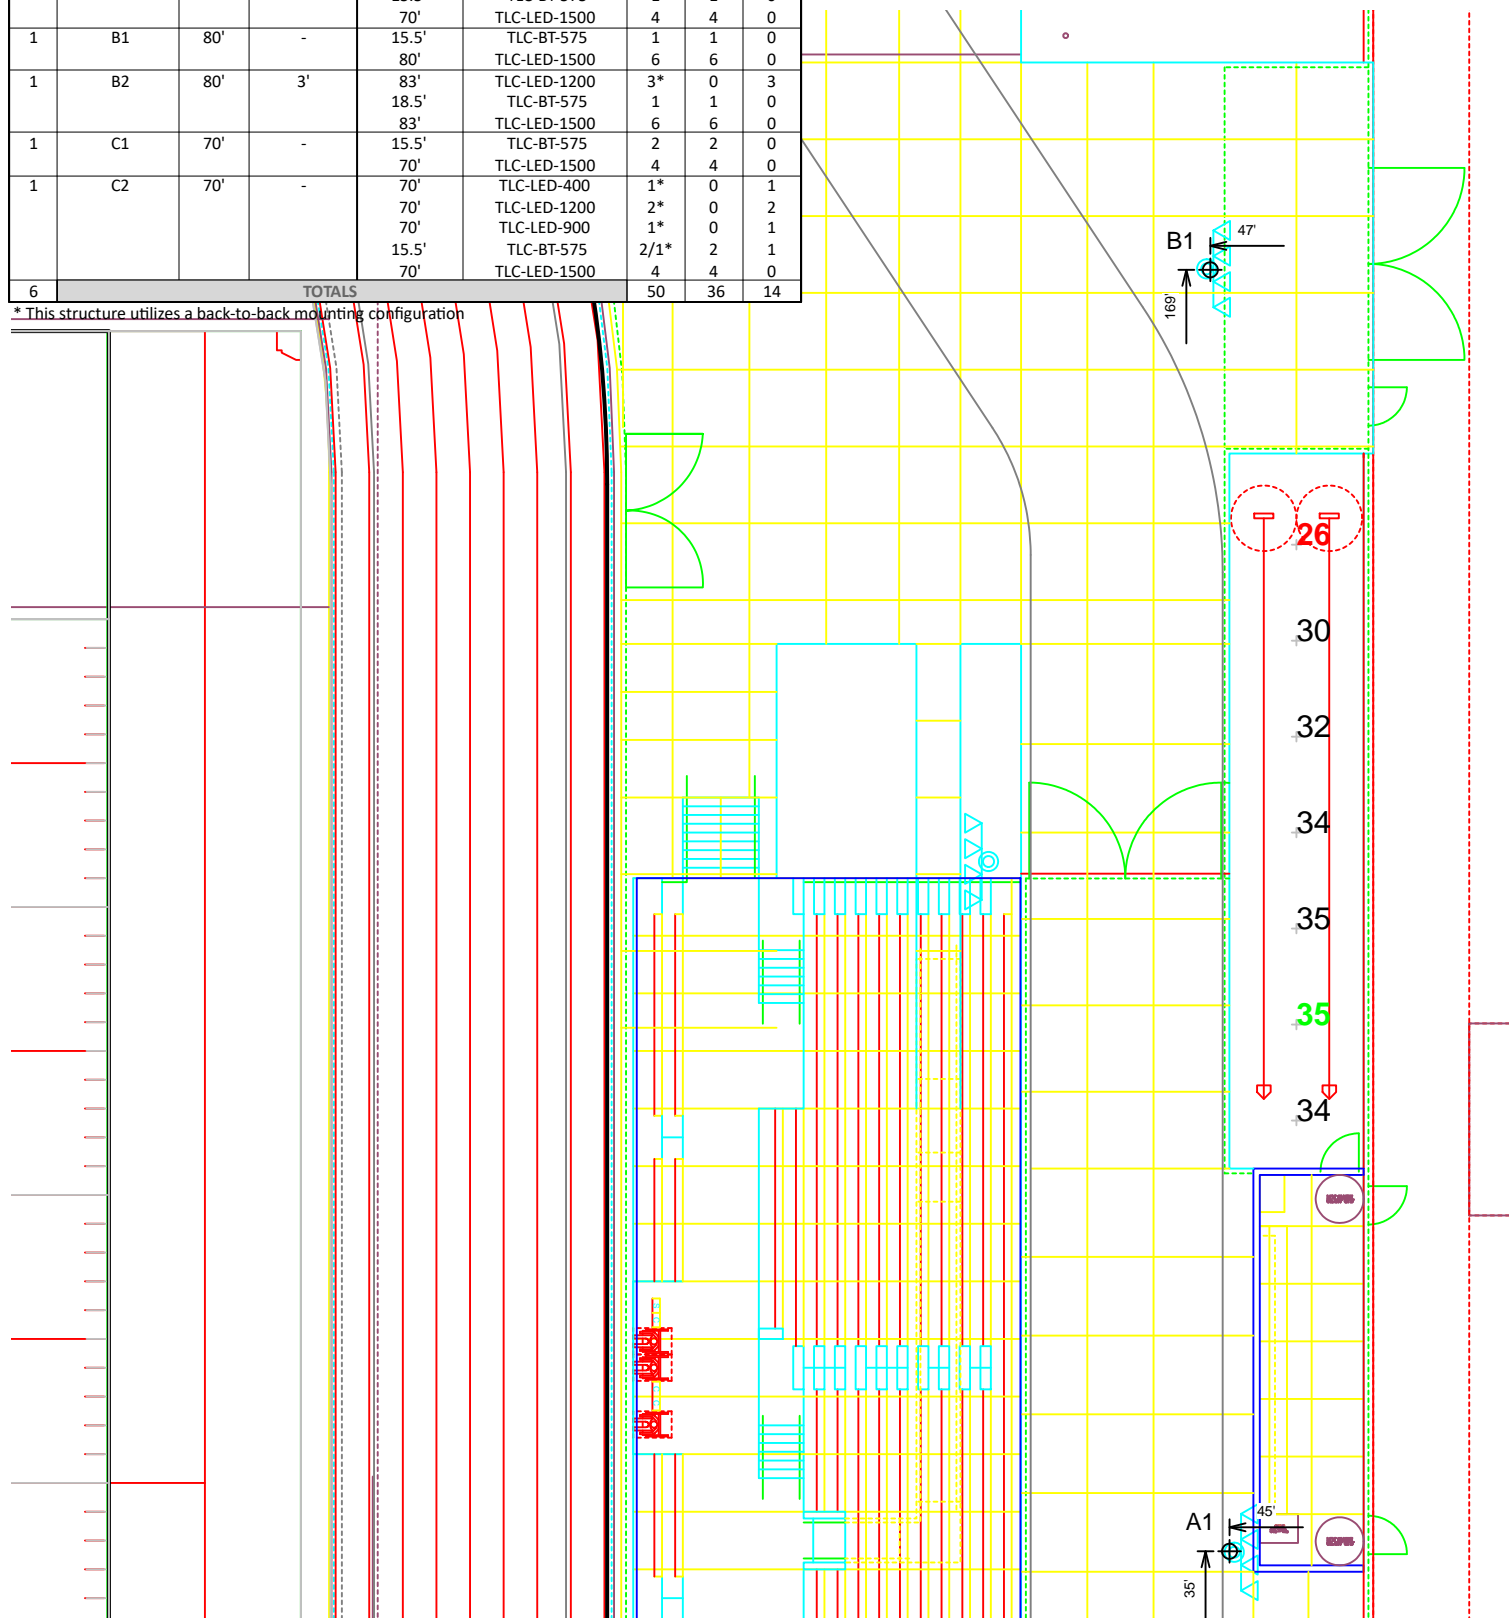 70' TLC-LED-1500 4 4 0
1 B1 80' - 15.5' TLC-BT-575 1 1 0
80' TLC-LED-1500 6 6 0
1 B2 80' 3' 83' TLC-LED-1200 3* 0 3
18.5' TLC-BT-575 1 1 0
83' TLC-LED-1500 6 6 0
1 C1 70' - 15.5' TLC-BT-575 2 2 0
70' TLC-LED-1500 4 4 0
1 C2 70' - 70' TLC-LED-400 1* 0 1
70' TLC-LED-1200 2* 0 2
70' TLC-LED-900 1* 0 1
15.5' TLC-BT-575 2/1* 2 1
70' TLC-LED-1500 4 4 0
6 TOTALS 50 36 14
* This structure utilizes a back-to-back mounting configuration
B1
47'
169'
26
30
32
34
35
35
34
A1
45'
35'